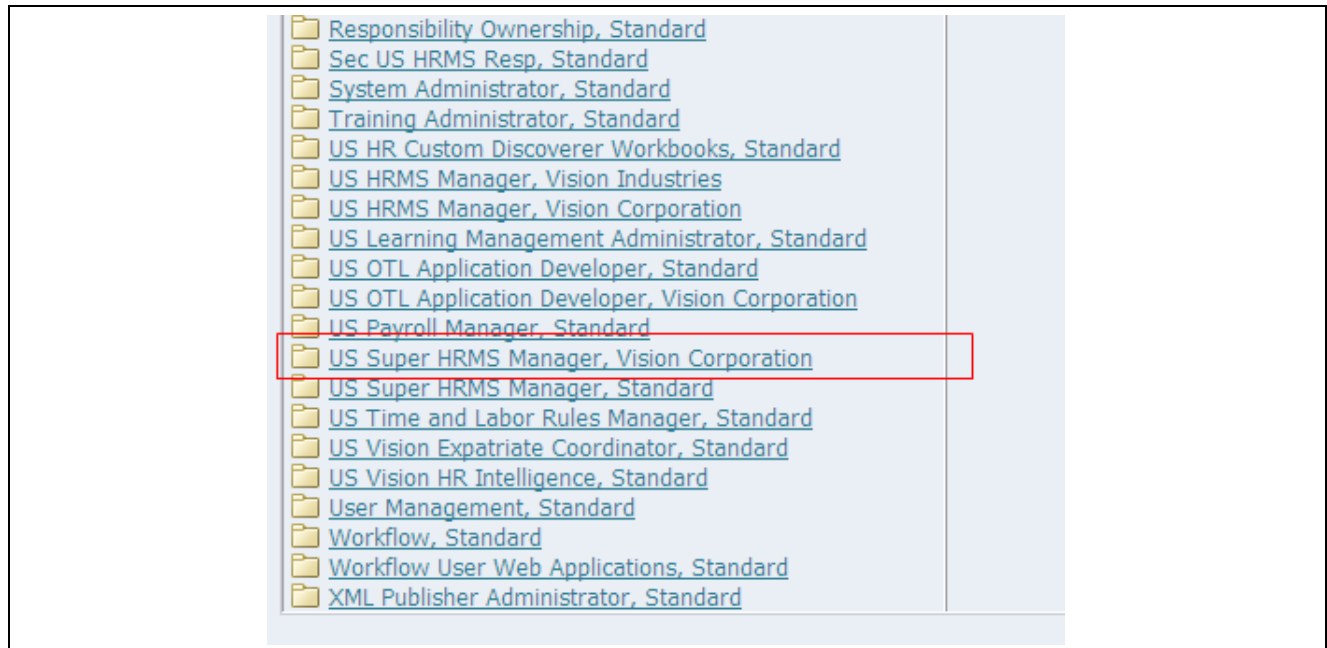 Responsibility Ownership, Standard
Sec US HRMS Resp, Standard
System Administrator, Standard
Training Administrator, Standard
US HR Custom Discoverer Workbooks, Standard
US HRMS Manager, Vision Industries
US HRMS Manager, Vision Corporation
US Learning Management Administrator, Standard
US OTL Application Developer, Standard
US OTL Application Developer, Vision Corporation
US Payroll Manager, Standard
US Super HRMS Manager, Vision Corporation
US Super HRMS Manager, Standard
US Time and Labor Rules Manager, Standard
US Vision Expatriate Coordinator, Standard
US Vision HR Intelligence, Standard
User Management, Standard
Workflow, Standard
Workflow User Web Applications, Standard
XML Publisher Administrator, Standard